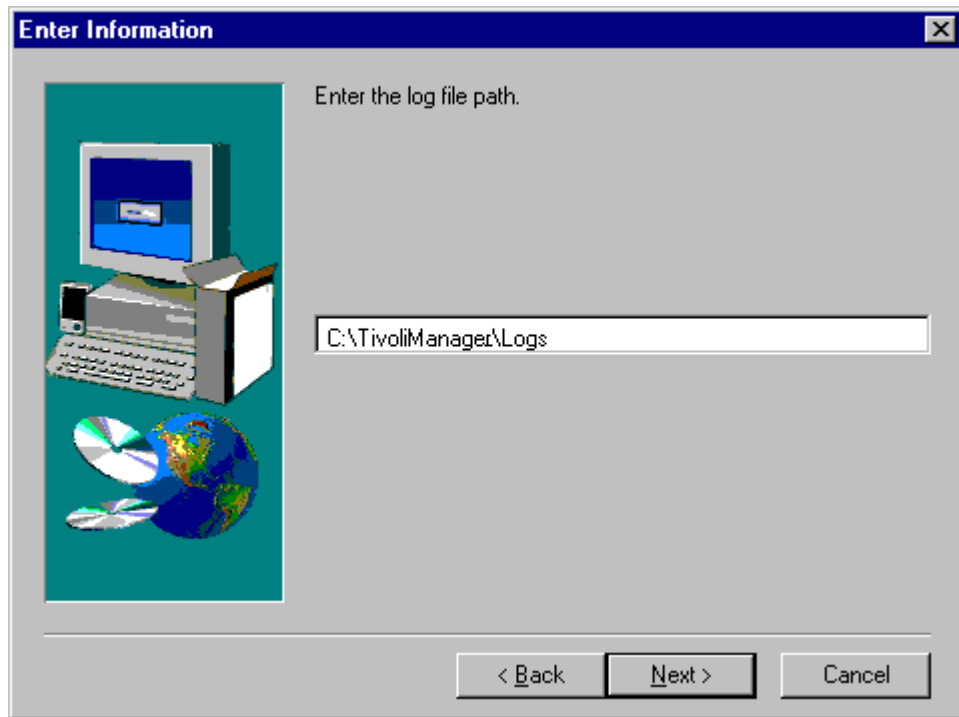 Enter Information
Enter the log file path.
C:\TivoliManager\Logs
< Back
Next >
Cancel